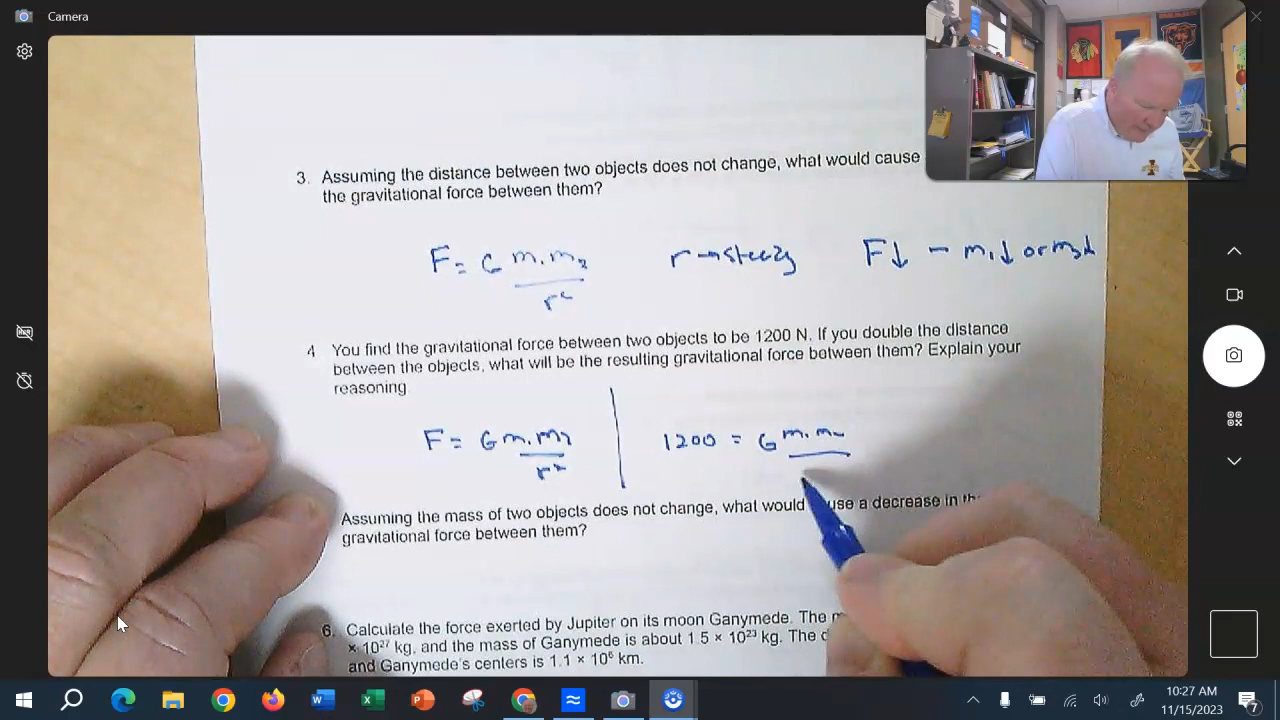 Camera
3. Assuming the distance between two objects does not change, what would cause
the gravitational force between them?
F = G m₁m₂
r²
r → steady
F↓ - m₁↓ or m₂↓
4 You find the gravitational force between two objects to be 1200 N. If you double the distance
between the objects, what will be the resulting gravitational force between them? Explain your
reasoning
F = G m₁m₂
r²
1200 = G m₁m₂
Assuming the mass of two objects does not change, what would a decrease in
gravitational force between them?
6. Calculate the force exerted by Jupiter on its moon Ganymede. The
× 10²⁷ kg, and the mass of Ganymede is about 1.5 × 10²³ kg. The
and Ganymede's centers is 1.1 × 10⁶ km.
10:27 AM
11/15/2023
7